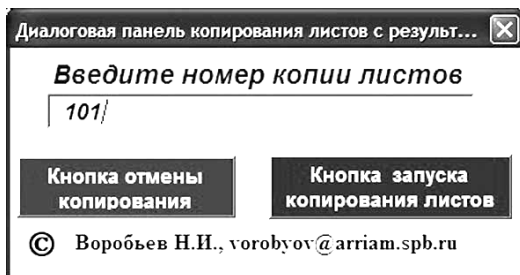 Диалоговая панель копирования листов с результ...
Введите номер копии листов
101
Кнопка отмены
копирования
Кнопка запуска
копирования листов
© Воробьев Н.И., vorobyov@arriam.spb.ru